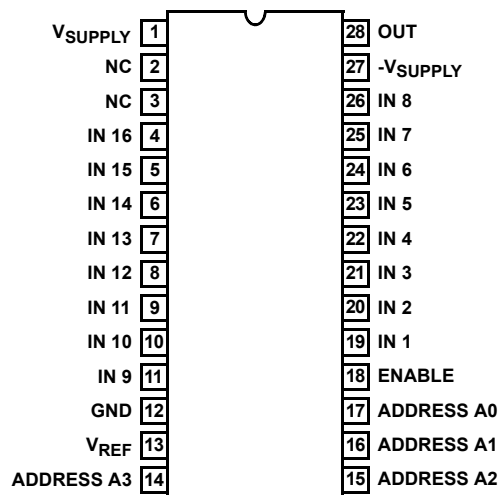 VSUPPLY 1 28 OUT
NC 2 27 -VSUPPLY
NC 3 26 IN 8
IN 16 4 25 IN 7
IN 15 5 24 IN 6
IN 14 6 23 IN 5
IN 13 7 22 IN 4
IN 12 8 21 IN 3
IN 11 9 20 IN 2
IN 10 10 19 IN 1
IN 9 11 18 ENABLE
GND 12 17 ADDRESS A0
VREF 13 16 ADDRESS A1
ADDRESS A3 14 15 ADDRESS A2